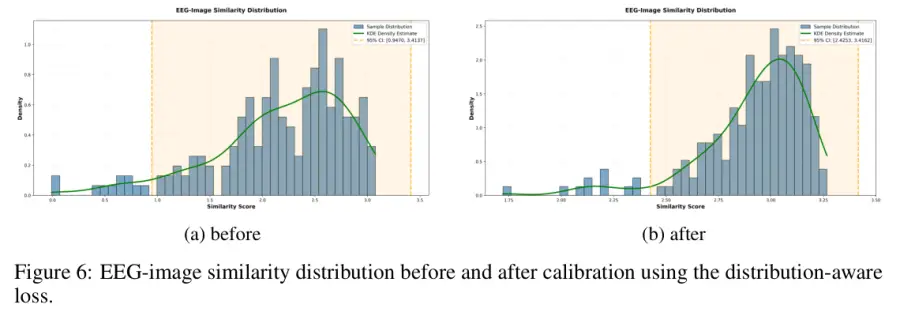 EEG-Image Similarity Distribution
Sample Distribution
KDE Density Estimate
95% CI: [0.9470, 3.4137]
Density
1.0
0.8
0.6
0.4
0.2
0.0
0.0 0.5 1.0 1.5 2.0 2.5 3.0 3.5
Similarity Score
(a) before
EEG-Image Similarity Distribution
Sample Distribution
KDE Density Estimate
95% CI: [2.4253, 3.4162]
Density
2.5
2.0
1.5
1.0
0.5
0.0
1.75 2.00 2.25 2.50 2.75 3.00 3.25 3.50
Similarity Score
(b) after
Figure 6: EEG-image similarity distribution before and after calibration using the distribution-aware
loss.